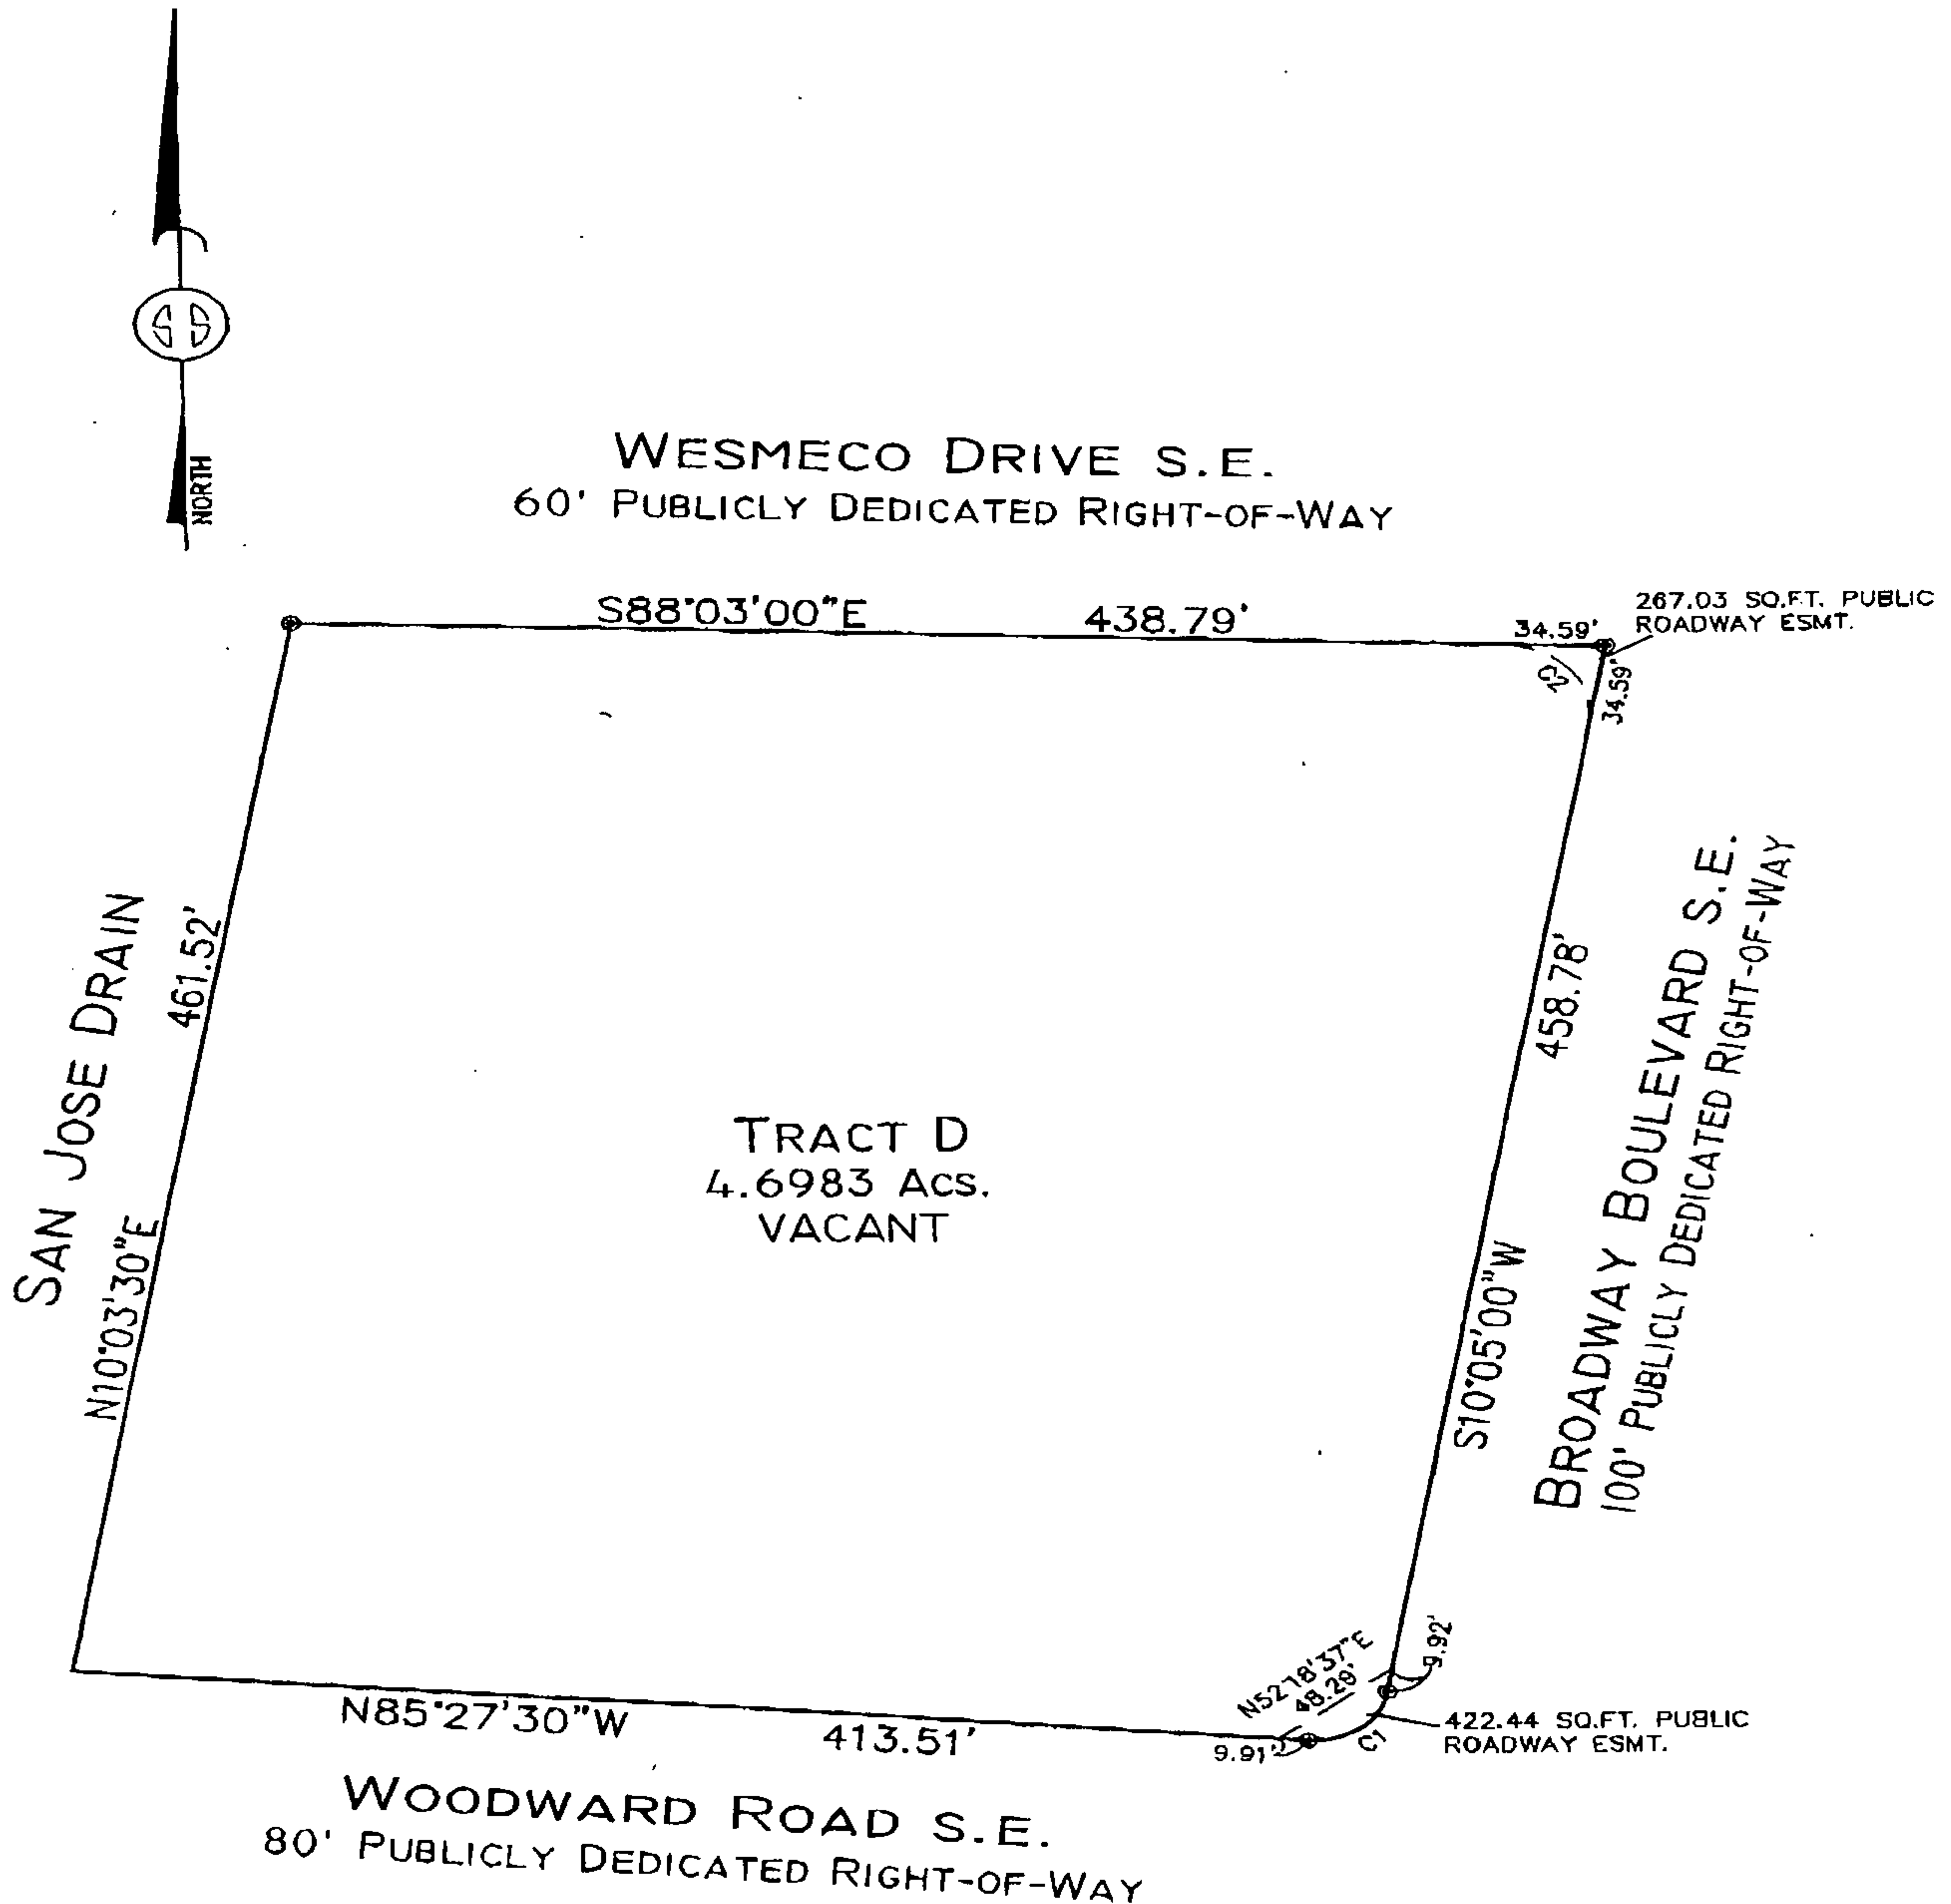 NORTH
WESMECO DRIVE S.E.
60' PUBLICLY DEDICATED RIGHT-OF-WAY
S88°03'00"E 438.79'
34.59'
267.03 SQ.FT. PUBLIC
ROADWAY ESMT.
C2
34.59'
SAN JOSE DRAIN
461.52'
N10°03'30"E
TRACT D
4.6983 ACS.
VACANT
458.78'
S10°05'00"W
BROADWAY BOULEVARD S.E.
100' PUBLICLY DEDICATED RIGHT-OF-WAY
N52°18'37"E
9.92'
C1
422.44 SQ.FT. PUBLIC
ROADWAY ESMT.
9.91'
N85°27'30"W 413.51'
WOODWARD ROAD S.E.
80' PUBLICLY DEDICATED RIGHT-OF-WAY